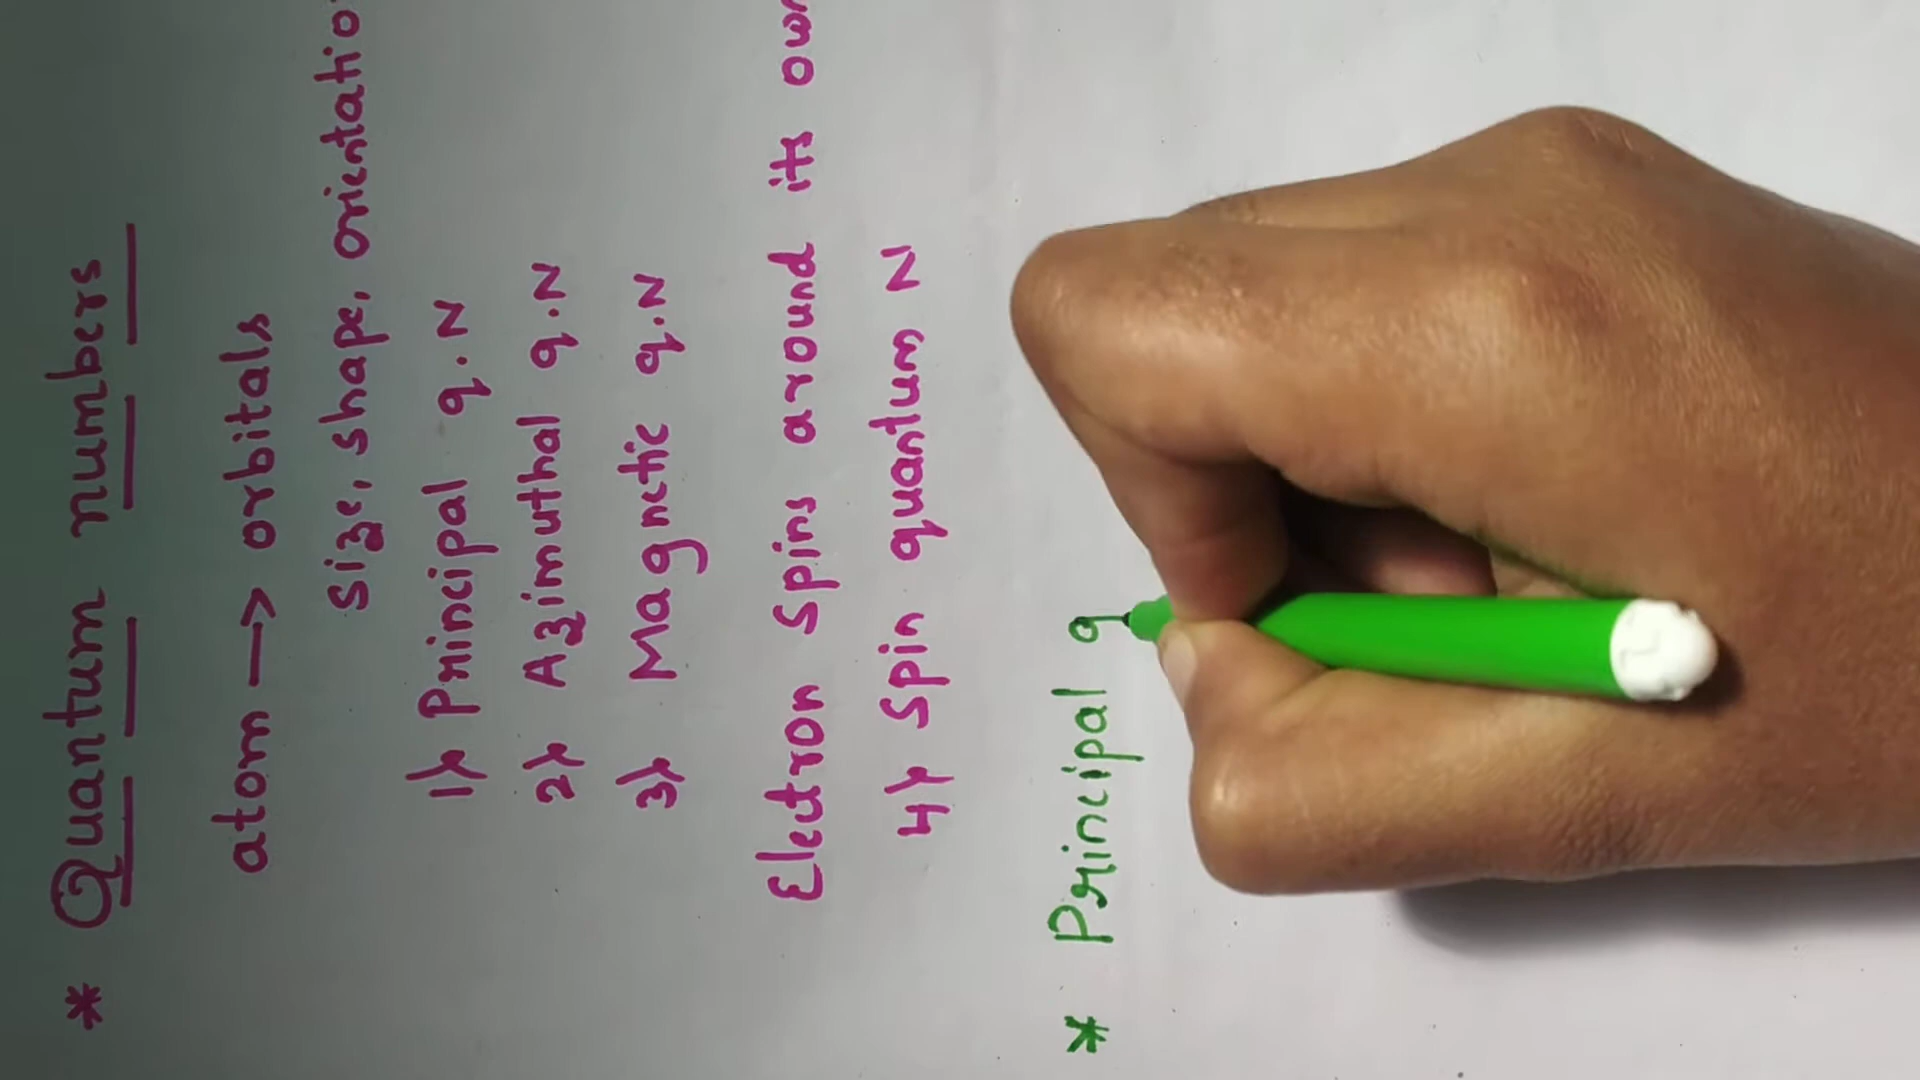 * Quantum numbers
atom → orbitals
size, shape, orientatio
1) Principal q.N
2) Azimuthal q.N
3) Magnetic q.N
Electron spins around its own
4) Spin quantum N
* Principal q